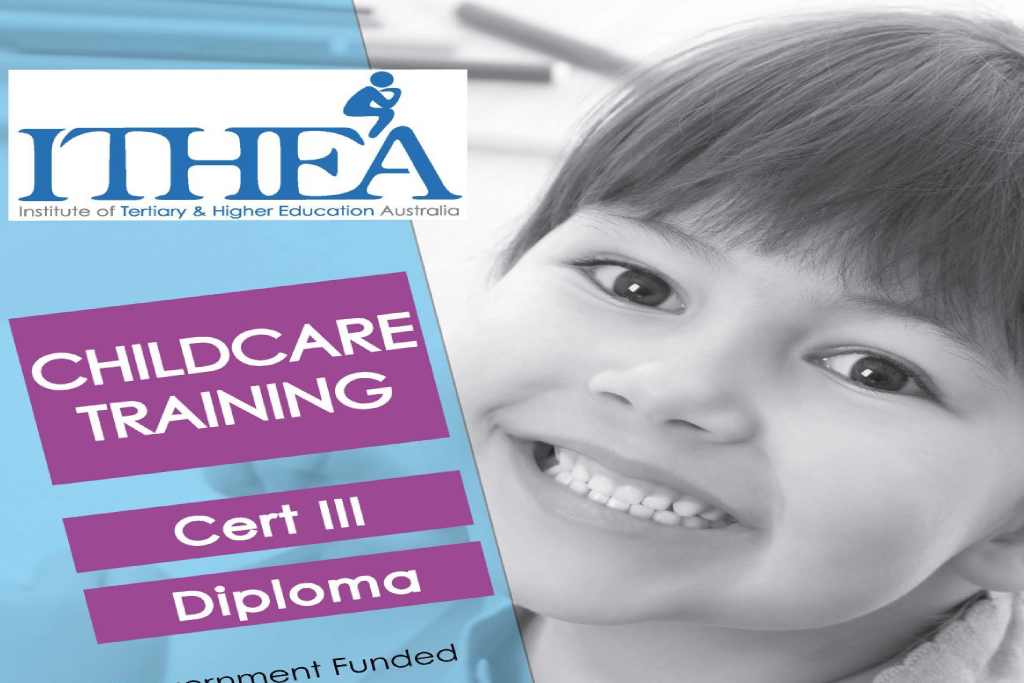 ITHEA
Institute of Tertiary & Higher Education Australia
CHILDCARE
TRAINING
Cert III
Diploma
Funded